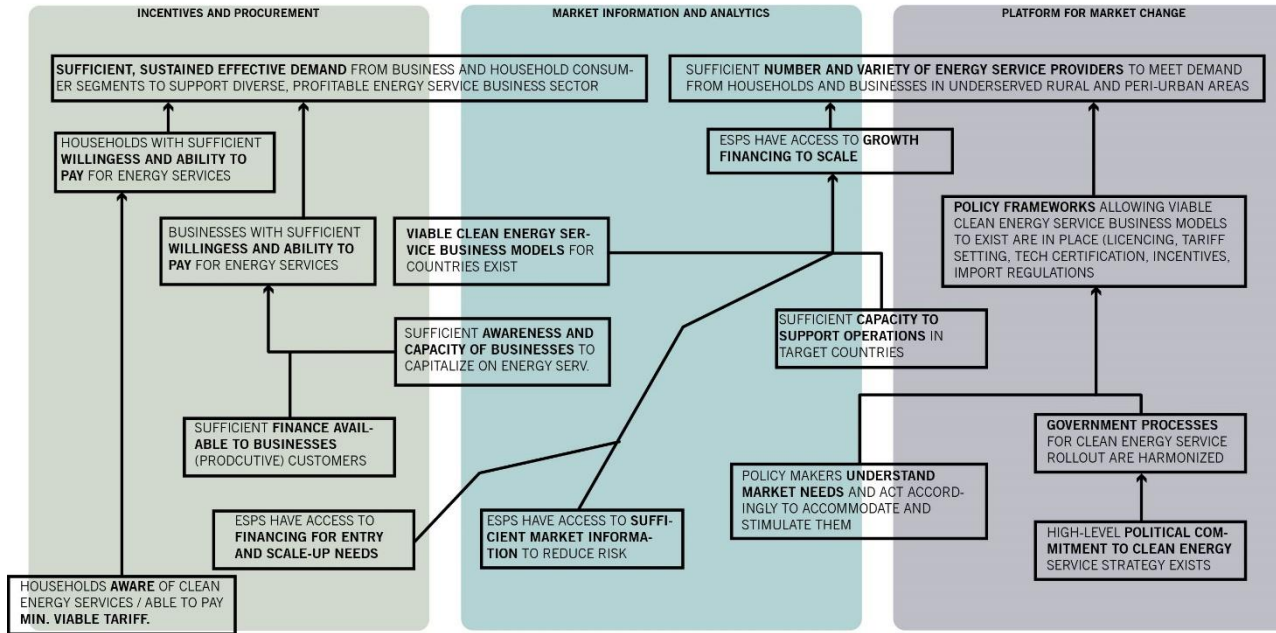 INCENTIVES AND PROCUREMENT
MARKET INFORMATION AND ANALYTICS
PLATFORM FOR MARKET CHANGE
SUFFICIENT, SUSTAINED EFFECTIVE DEMAND FROM BUSINESS AND HOUSEHOLD CONSUM-
ER SEGMENTS TO SUPPORT DIVERSE, PROFITABLE ENERGY SERVICE BUSINESS SECTOR
SUFFICIENT NUMBER AND VARIETY OF ENERGY SERVICE PROVIDERS TO MEET DEMAND
FROM HOUSEHOLDS AND BUSINESSES IN UNDERSERVED RURAL AND PERI-URBAN AREAS
HOUSEHOLDS WITH SUFFICIENT
WILLINGESS AND ABILITY TO
PAY FOR ENERGY SERVICES
ESPS HAVE ACCESS TO GROWTH
FINANCING TO SCALE
BUSINESSES WITH SUFFICIENT
WILLINGESS AND ABILITY TO
PAY FOR ENERGY SERVICES
VIABLE CLEAN ENERGY SER-
VICE BUSINESS MODELS FOR
COUNTRIES EXIST
POLICY FRAMEWORKS ALLOWING VIABLE
CLEAN ENERGY SERVICE BUSINESS MODELS
TO EXIST ARE IN PLACE (LICENCING, TARIFF
SETTING, TECH CERTIFICATION, INCENTIVES,
IMPORT REGULATIONS
SUFFICIENT AWARENESS AND
CAPACITY OF BUSINESSES TO
CAPITALIZE ON ENERGY SERV.
SUFFICIENT CAPACITY TO
SUPPORT OPERATIONS IN
TARGET COUNTRIES
SUFFICIENT FINANCE AVAIL-
ABLE TO BUSINESSES
(PRODCUTIVE) CUSTOMERS
GOVERNMENT PROCESSES
FOR CLEAN ENERGY SERVICE
ROLLOUT ARE HARMONIZED
POLICY MAKERS UNDERSTAND
MARKET NEEDS AND ACT ACCORD-
INGLY TO ACCOMMODATE AND
STIMULATE THEM
ESPS HAVE ACCESS TO
FINANCING FOR ENTRY
AND SCALE-UP NEEDS
ESPS HAVE ACCESS TO SUFFI-
CIENT MARKET INFORMA-
TION TO REDUCE RISK
HIGH-LEVEL POLITICAL COM-
MITMENT TO CLEAN ENERGY
SERVICE STRATEGY EXISTS
HOUSEHOLDS AWARE OF CLEAN
ENERGY SERVICES / ABLE TO PAY
MIN. VIABLE TARIFF.